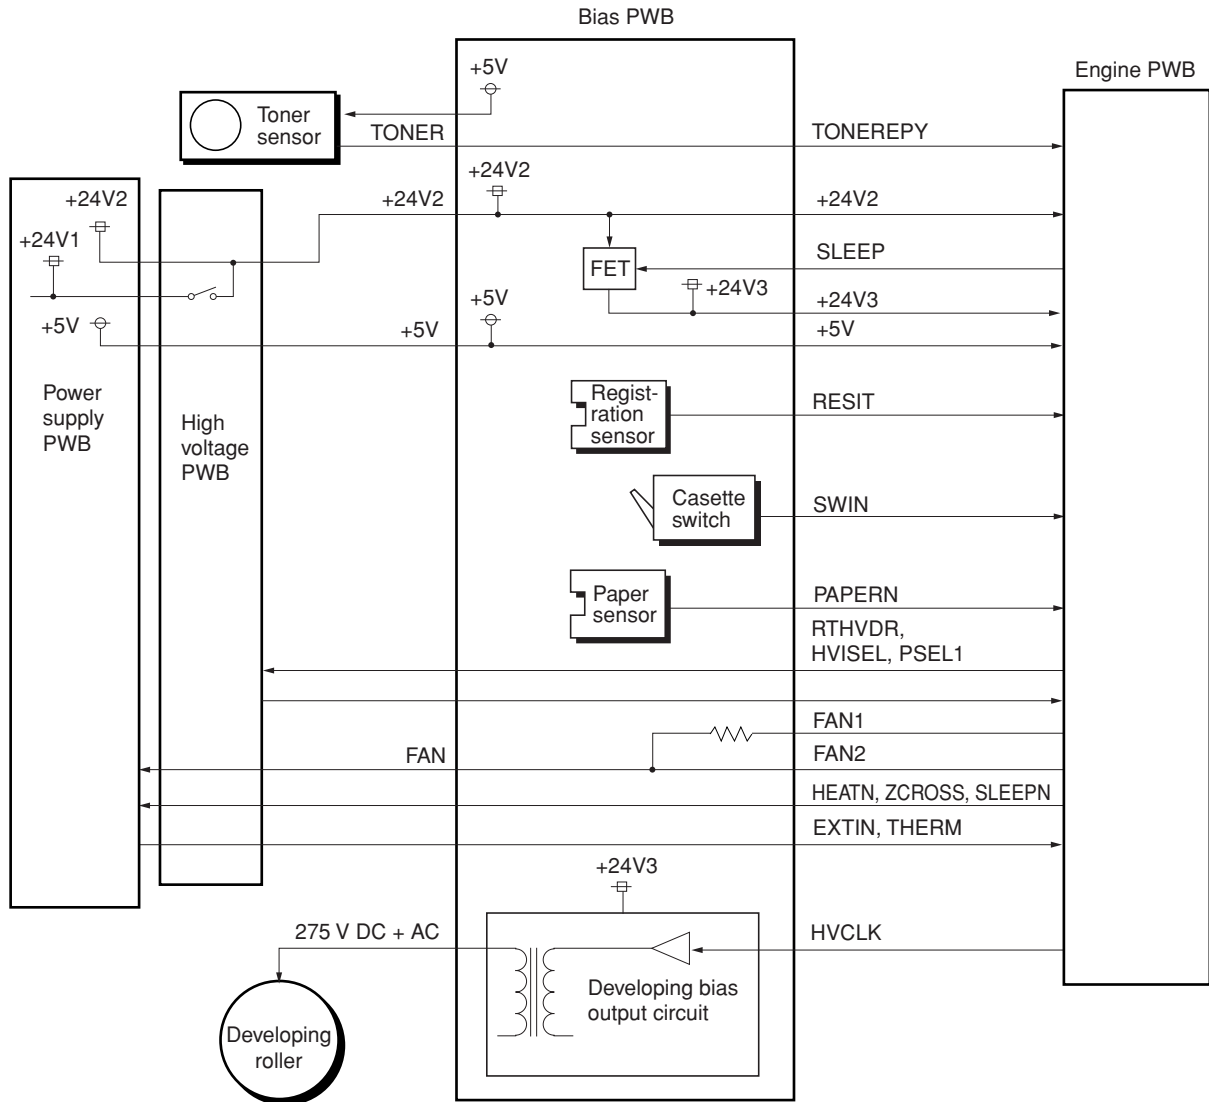 Bias PWB
Engine PWB
+5V
Toner
sensor
TONER
TONEREPY
+24V2
+24V2
+24V2
+24V2
+24V1
SLEEP
FET
+24V3
+24V3
+5V
+5V
+5V
+5V
Power
supply
PWB
High
voltage
PWB
Regist-
ration
sensor
RESIT
Casette
switch
SWIN
Paper
sensor
PAPERN
RTHVDR,
HVISEL, PSEL1
FAN1
FAN
FAN2
HEATN, ZCROSS, SLEEPN
EXTIN, THERM
+24V3
275 V DC + AC
HVCLK
Developing bias
output circuit
Developing
roller